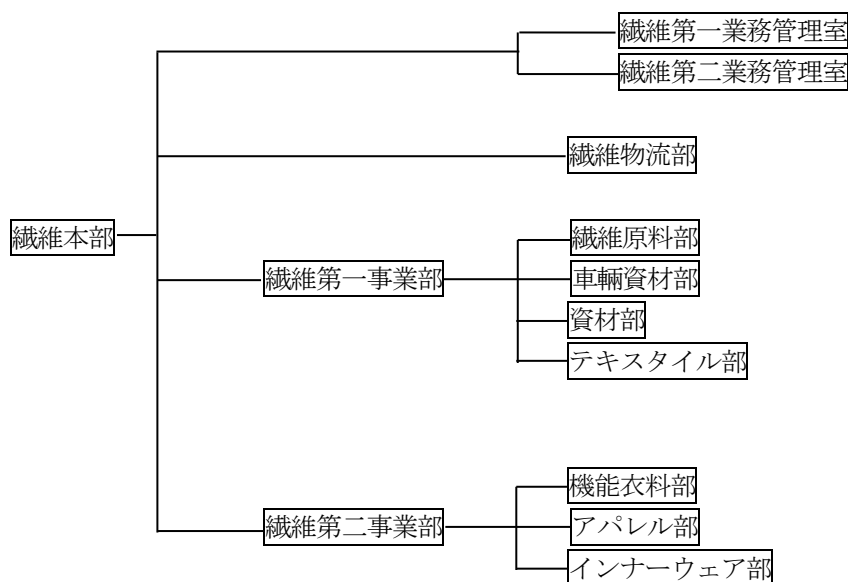 繊維第一業務管理室
繊維第二業務管理室
繊維物流部
繊維本部
繊維原料部
繊維第一事業部
車輛資材部
資材部
テキスタイル部
機能衣料部
繊維第二事業部
アパレル部
インナーウェア部